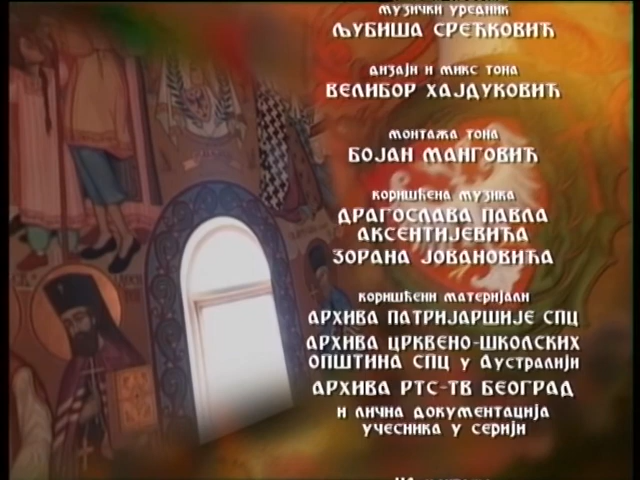 музички уредник
ЉУБИША СРЕЋКОВИЋ
дизајн и микс тона
ВЕЛИБОР ХАЈДУКОВИЋ
монтажа тона
БОЈАН МАНГОВИЋ
коришћена музика
ДРАГОСЛАВА ПАВЛА
АКСЕНТИЈЕВИЋА
ЗОРАНА ЈОВАНОВИЋА
коришћени материјали
АРХИВА ПАТРИЈАРШИЈЕ СПЦ
АРХИВА ЦРКВЕНО-ШКОЛСКИХ
ОПШТИНА СПЦ у Аустралији
АРХИВА РТС-ТВ БЕОГРАД
и лична документација
учесника у серији